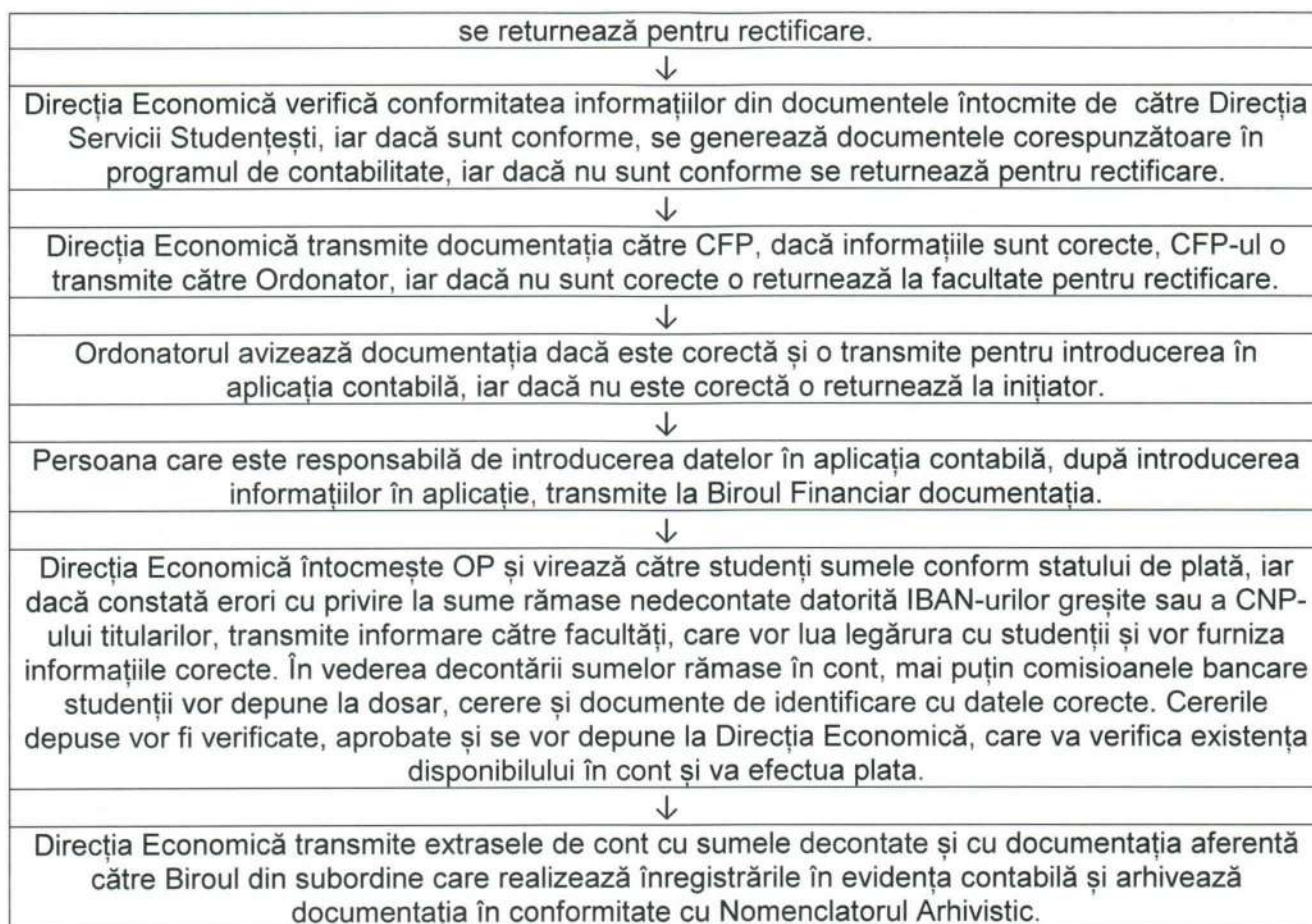 se returnează pentru rectificare.
↓
Direcția Economică verifică conformitatea informațiilor din documentele întocmite de către Direcția
Servicii Studențești, iar dacă sunt conforme, se generează documentele corespunzătoare în
programul de contabilitate, iar dacă nu sunt conforme se returnează pentru rectificare.
↓
Direcția Economică transmite documentația către CFP, dacă informațiile sunt corecte, CFP-ul o
transmite către Ordonator, iar dacă nu sunt corecte o returnează la facultate pentru rectificare.
↓
Ordonatorul avizează documentația dacă este corectă și o transmite pentru introducerea în
aplicația contabilă, iar dacă nu este corectă o returnează la inițiator.
↓
Persoana care este responsabilă de introducerea datelor în aplicația contabilă, după introducerea
informațiilor în aplicație, transmite la Biroul Financiar documentația.
↓
Direcția Economică întocmește OP și virează către studenți sumele conform statului de plată, iar
dacă constată erori cu privire la sume rămase nedecontate datorită IBAN-urilor greșite sau a CNP-
ului titularilor, transmite informare către facultăți, care vor lua legărura cu studenții și vor furniza
informațiile corecte. În vederea decontării sumelor rămase în cont, mai puțin comisioanele bancare
studenții vor depune la dosar, cerere și documente de identificare cu datele corecte. Cererile
depuse vor fi verificate, aprobate și se vor depune la Direcția Economică, care va verifica existența
disponibilului în cont și va efectua plata.
↓
Direcția Economică transmite extrasele de cont cu sumele decontate și cu documentația aferentă
către Biroul din subordine care realizează înregistrările în evidența contabilă și arhivează
documentația în conformitate cu Nomenclatorul Arhivistic.